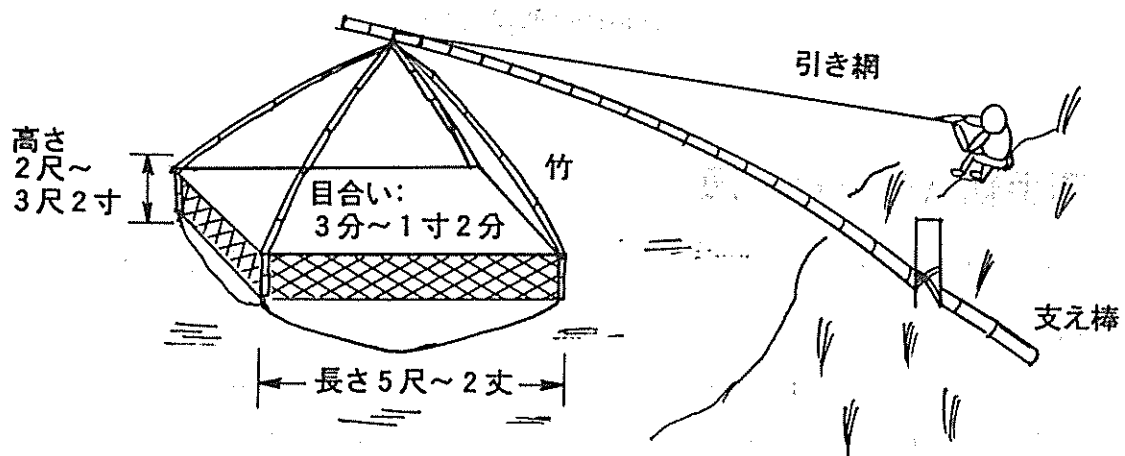 引き網
高さ
2尺～
3尺2寸
竹
目合い:
3分～1寸2分
支え棒
長さ5尺～2丈